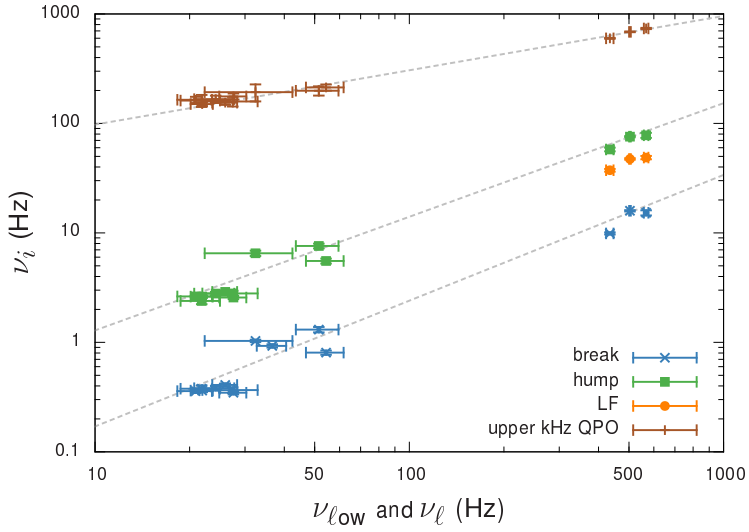 1000
100
10
1
0.1
ν_i (Hz)
break
hump
LF
upper kHz QPO
10 50 100 500 1000
ν_ℓow and ν_ℓ (Hz)